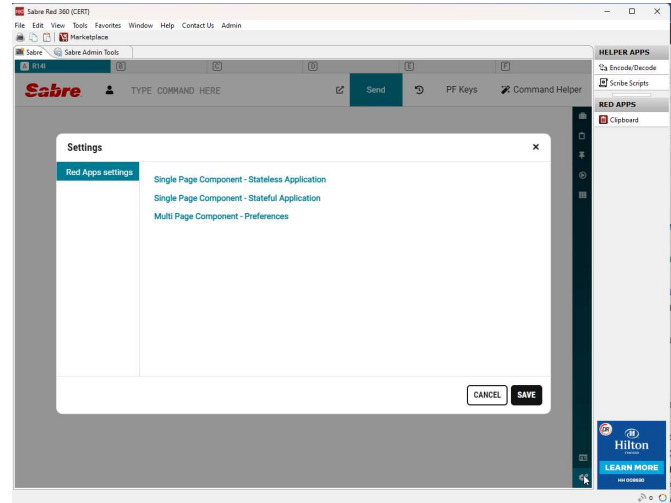 Sabre Red 360 (CERT)
File Edit View Tools Favorites Window Help Contact Us Admin
Marketplace
Sabre Sabre Admin Tools
A R14I B C D E F
Sabre TYPE COMMAND HERE Send PF Keys Command Helper
Settings ×
Red Apps settings
Single Page Component - Stateless Application
Single Page Component - Stateful Application
Multi Page Component - Preferences
CANCEL SAVE
HELPER APPS
Encode/Decode
Scribe Scripts
RED APPS
Clipboard
Hilton
LEARN MORE